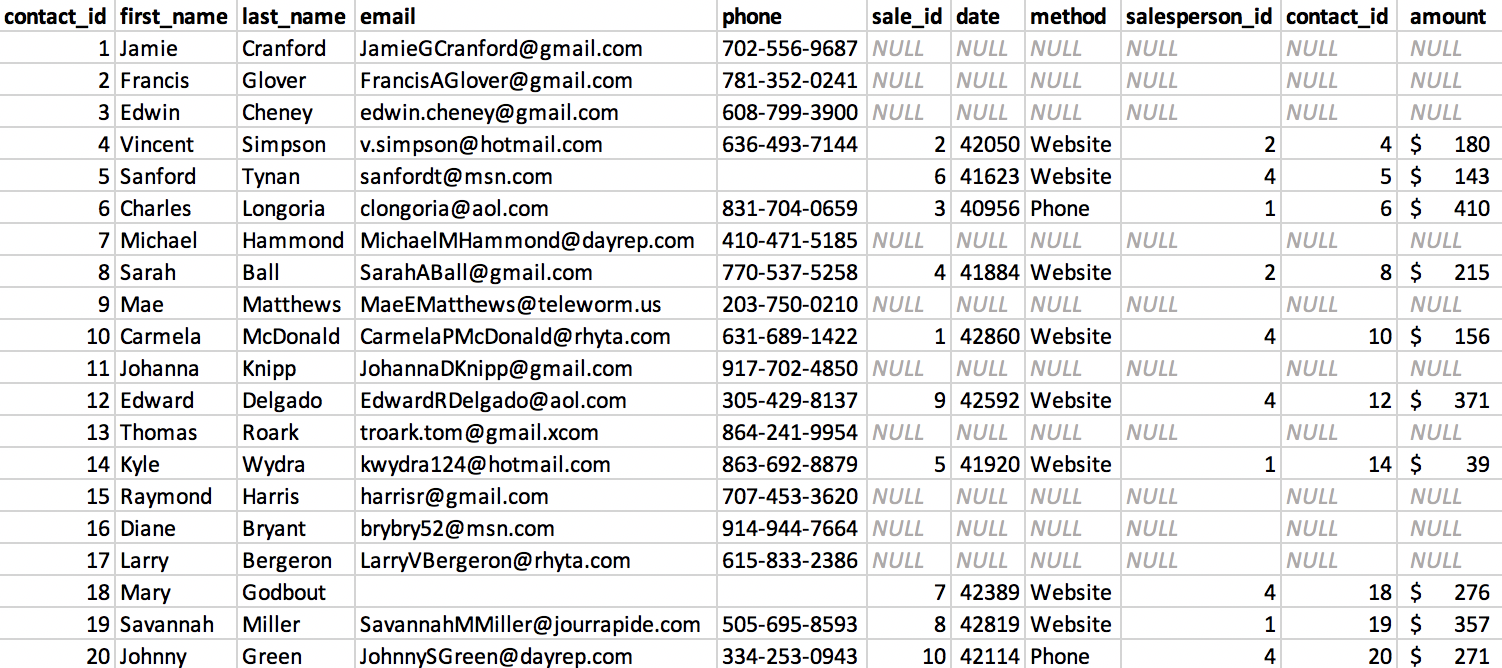 contact_id first_name last_name email phone sale_id date method salesperson_id contact_id amount
1 Jamie Cranford JamieGCranford@gmail.com 702-556-9687 NULL NULL NULL NULL NULL NULL
2 Francis Glover FrancisAGlover@gmail.com 781-352-0241 NULL NULL NULL NULL NULL NULL
3 Edwin Cheney edwin.cheney@gmail.com 608-799-3900 NULL NULL NULL NULL NULL NULL
4 Vincent Simpson v.simpson@hotmail.com 636-493-7144 2 42050 Website 2 4 $ 180
5 Sanford Tynan sanfordt@msn.com 6 41623 Website 4 5 $ 143
6 Charles Longoria clongoria@aol.com 831-704-0659 3 40956 Phone 1 6 $ 410
7 Michael Hammond MichaelMHammond@dayrep.com 410-471-5185 NULL NULL NULL NULL NULL NULL
8 Sarah Ball SarahABall@gmail.com 770-537-5258 4 41884 Website 2 8 $ 215
9 Mae Matthews MaeEMatthews@teleworm.us 203-750-0210 NULL NULL NULL NULL NULL NULL
10 Carmela McDonald CarmelaPMcDonald@rhyta.com 631-689-1422 1 42860 Website 4 10 $ 156
11 Johanna Knipp JohannaDKnipp@gmail.com 917-702-4850 NULL NULL NULL NULL NULL NULL
12 Edward Delgado EdwardRDelgado@aol.com 305-429-8137 9 42592 Website 4 12 $ 371
13 Thomas Roark troark.tom@gmail.xcom 864-241-9954 NULL NULL NULL NULL NULL NULL
14 Kyle Wydra kwydra124@hotmail.com 863-692-8879 5 41920 Website 1 14 $ 39
15 Raymond Harris harrisr@gmail.com 707-453-3620 NULL NULL NULL NULL NULL NULL
16 Diane Bryant brybry52@msn.com 914-944-7664 NULL NULL NULL NULL NULL NULL
17 Larry Bergeron LarryVBergeron@rhyta.com 615-833-2386 NULL NULL NULL NULL NULL NULL
18 Mary Godbout 7 42389 Website 4 18 $ 276
19 Savannah Miller SavannahMMiller@jourrapide.com 505-695-8593 8 42819 Website 1 19 $ 357
20 Johnny Green JohnnySGreen@dayrep.com 334-253-0943 10 42114 Phone 4 20 $ 271